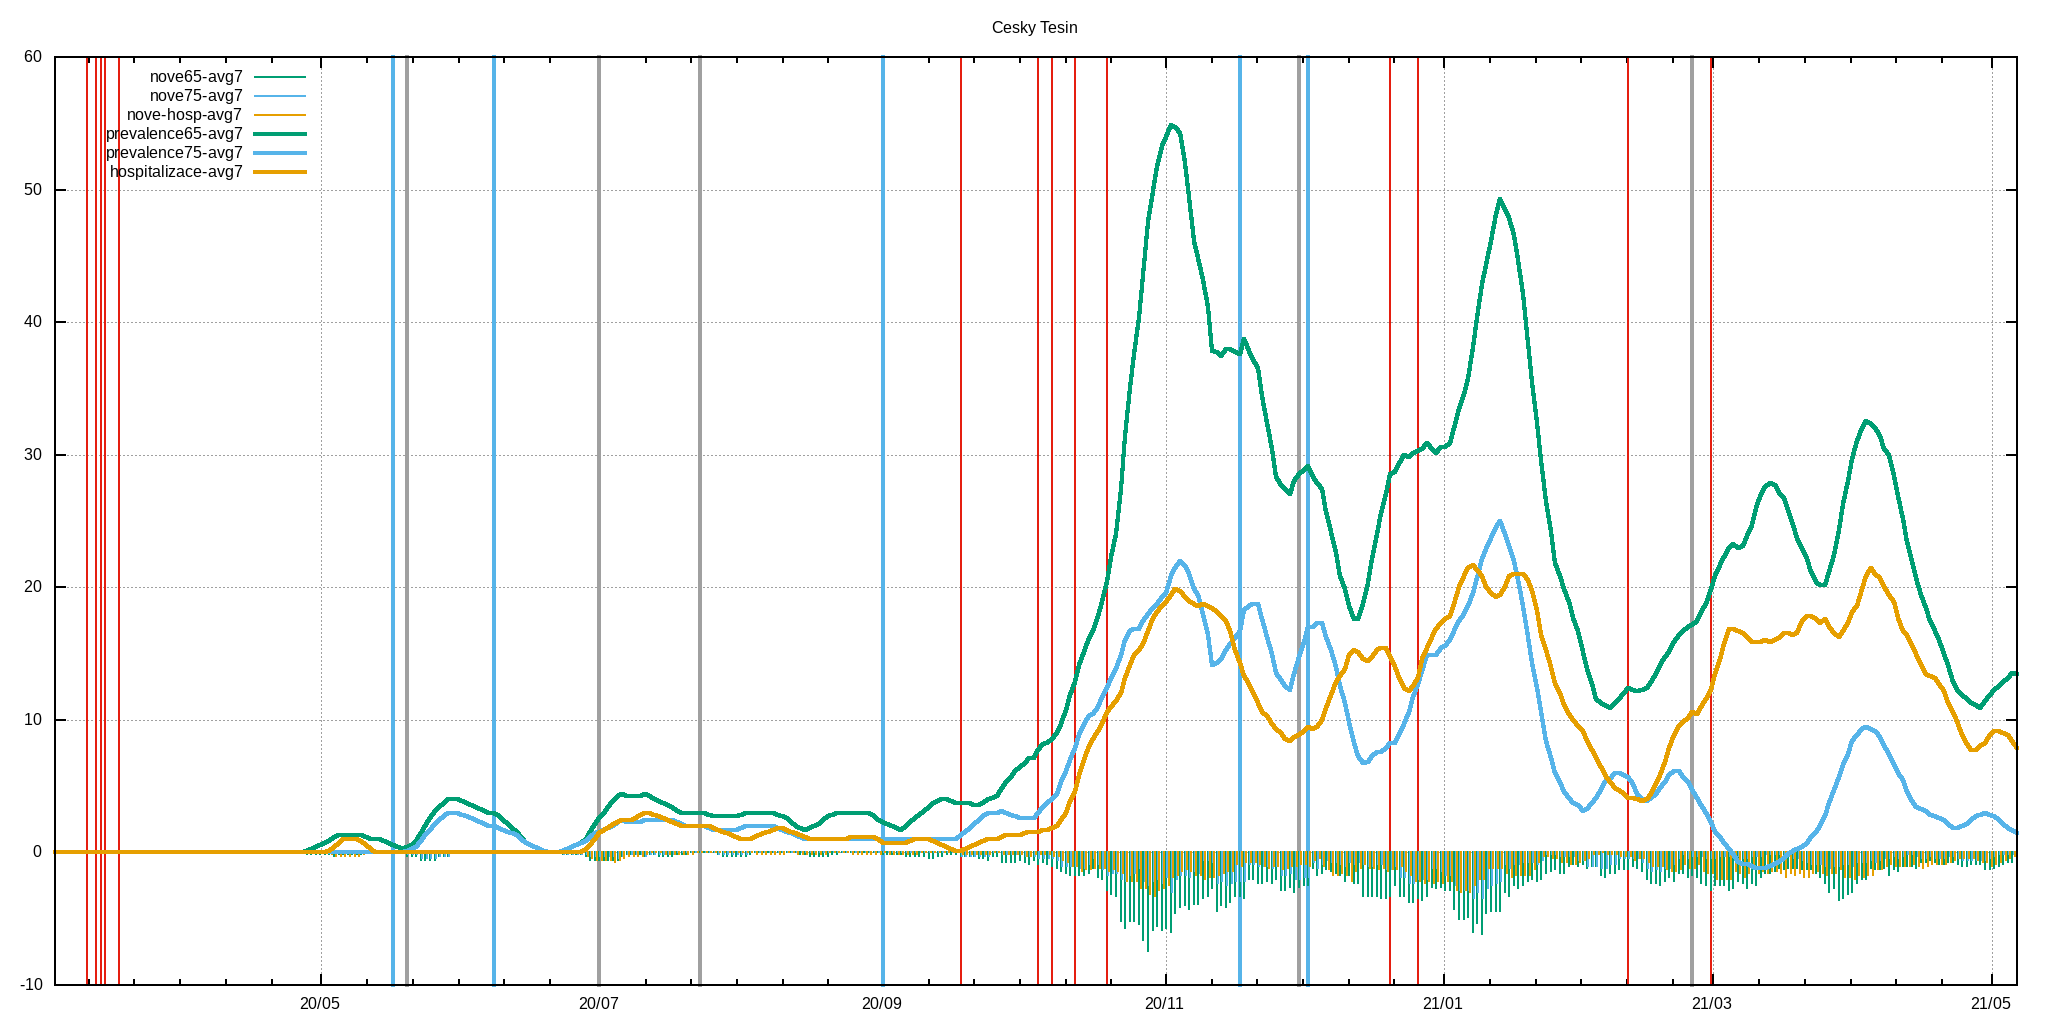 Cesky Tesin
60
50
40
30
20
10
0
-10
nove65-avg7
nove75-avg7
nove-hosp-avg7
prevalence65-avg7
prevalence75-avg7
hospitalizace-avg7
20/05 20/07 20/09 20/11 21/01 21/03 21/05